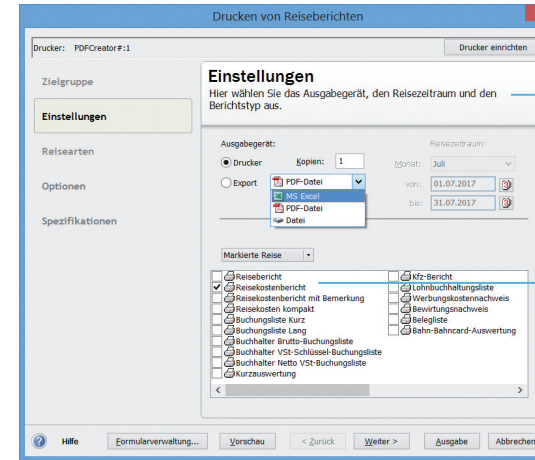 Drucken von Reiseberichten
Drucker: PDFCreator#:1
Drucker einrichten
Zielgruppe
Einstellungen
Reisearten
Optionen
Spezifikationen
Einstellungen
Hier wählen Sie das Ausgabegerät, den Reisezeitraum und den
Berichtstyp aus.
Ausgabegerät:
Reisezeitraum:
Drucker
Kopien: 1
Monat: Juli
Export
PDF-Datei
von: 01.07.2017
MS Excel
PDF-Datei
bis: 31.07.2017
Datei
Markierte Reise
Reisebericht
Reisekostenbericht
Reisekostenbericht mit Bemerkung
Reisekosten kompakt
Buchungsliste Kurz
Buchungsliste Lang
Buchhalter Brutto-Buchungsliste
Buchhalter VSt-Schlüssel-Buchungsliste
Buchhalter Netto VSt-Buchungsliste
Kurzauswertung
Kfz-Bericht
Lohnbuchhaltungsliste
Werbungskostennachweis
Bewirtungsnachweis
Belegliste
Bahn-Bahncard-Auswertung
Hilfe
Formularverwaltung...
Vorschau
< Zurück
Weiter >
Ausgabe
Abbrechen